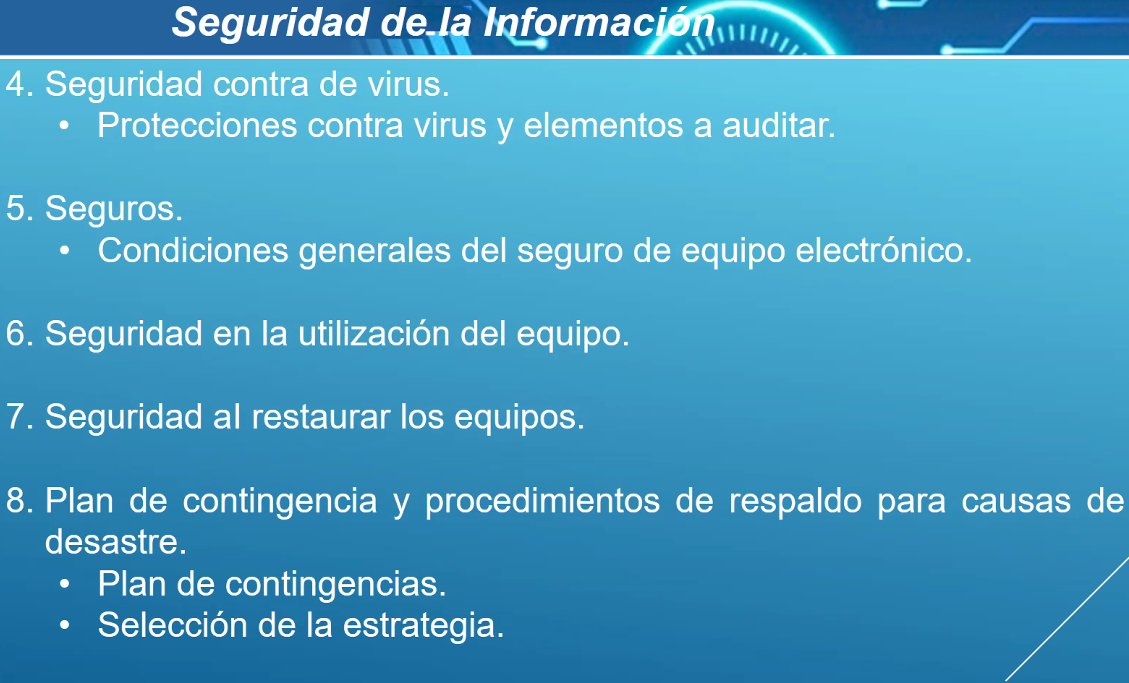 Seguridad de la Información
4. Seguridad contra de virus.
• Protecciones contra virus y elementos a auditar.
5. Seguros.
• Condiciones generales del seguro de equipo electrónico.
6. Seguridad en la utilización del equipo.
7. Seguridad al restaurar los equipos.
8. Plan de contingencia y procedimientos de respaldo para causas de
desastre.
• Plan de contingencias.
• Selección de la estrategia.